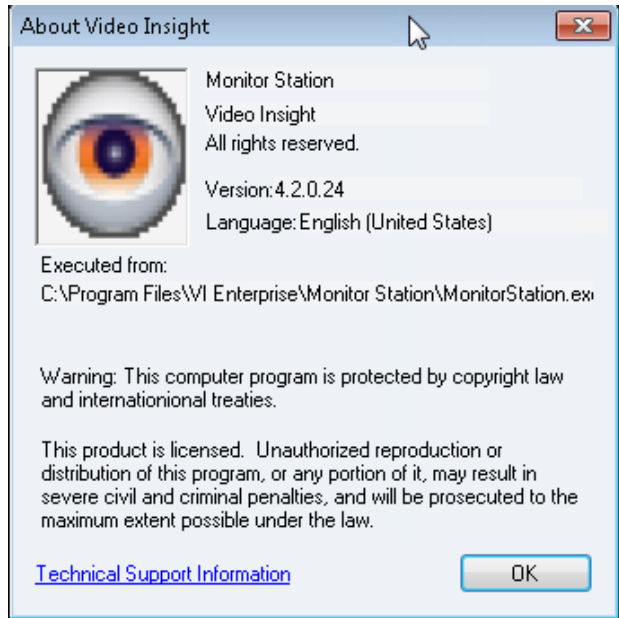 About Video Insight
Monitor Station
Video Insight
All rights reserved.
Version:4.2.0.24
Language:English (United States)
Executed from:
C:\Program Files\VI Enterprise\Monitor Station\MonitorStation.exe
Warning: This computer program is protected by copyright law
and internationional treaties.
This product is licensed.  Unauthorized reproduction or
distribution of this program, or any portion of it, may result in
severe civil and criminal penalties, and will be prosecuted to the
maximum extent possible under the law.
Technical Support Information
OK